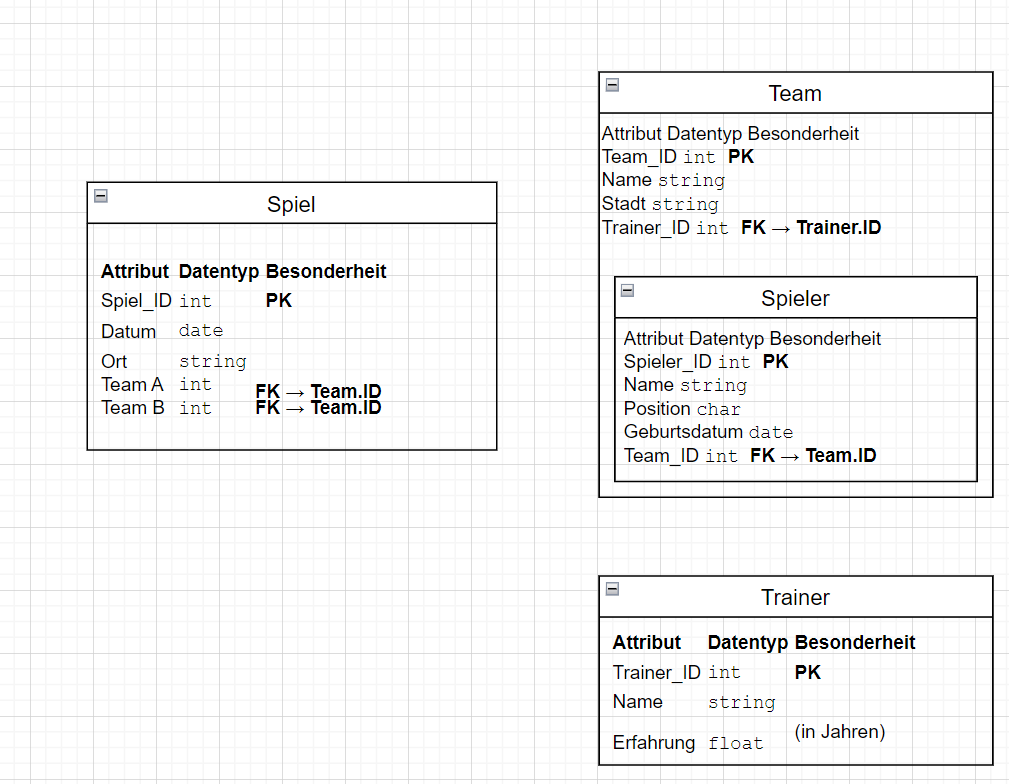 Team
Attribut Datentyp Besonderheit
Team_ID int PK
Name string
Stadt string
Trainer_ID int FK → Trainer.ID
Spiel
Attribut Datentyp Besonderheit
Spiel_ID int PK
Datum date
Ort string
Team A int FK → Team.ID
Team B int FK → Team.ID
Spieler
Attribut Datentyp Besonderheit
Spieler_ID int PK
Name string
Position char
Geburtsdatum date
Team_ID int FK → Team.ID
Trainer
Attribut Datentyp Besonderheit
Trainer_ID int PK
Name string
Erfahrung float (in Jahren)